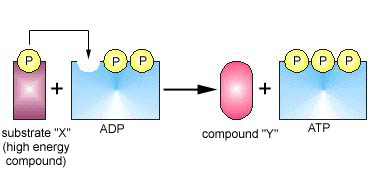 P P P P P P
+ +
substrate "X" ADP compound "Y" ATP
(high energy
compound)